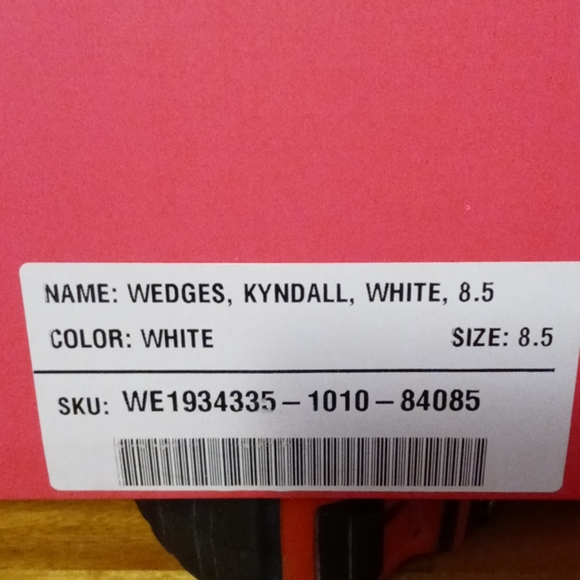 NAME: WEDGES, KYNDALL, WHITE, 8.5
COLOR: WHITE SIZE: 8.5
SKU: WE1934335-1010-84085